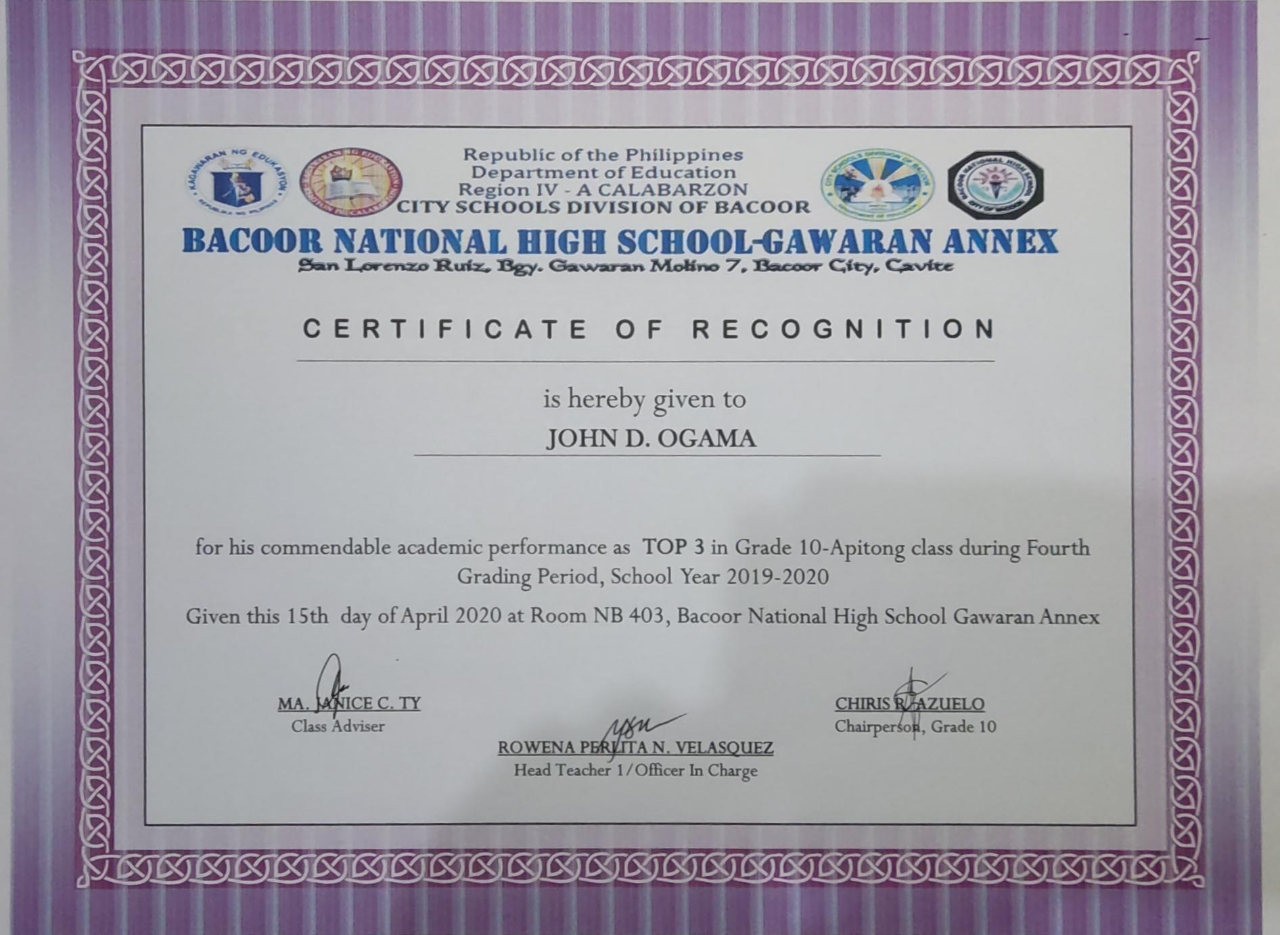 Republic of the Philippines
Department of Education
Region IV - A CALABARZON
CITY SCHOOLS DIVISION OF BACOOR
BACOOR NATIONAL HIGH SCHOOL-GAWARAN ANNEX
San Lorenzo Ruiz, Bgy. Gawaran Molino 7, Bacoor City, Cavite
CERTIFICATE OF RECOGNITION
is hereby given to
JOHN D. OGAMA
for his commendable academic performance as TOP 3 in Grade 10-Apitong class during Fourth
Grading Period, School Year 2019-2020
Given this 15th day of April 2020 at Room NB 403, Bacoor National High School Gawaran Annex
MA. JANICE C. TY
Class Adviser
CHIRIS R. AZUELO
Chairperson, Grade 10
ROWENA PERLITA N. VELASQUEZ
Head Teacher 1/Officer In Charge